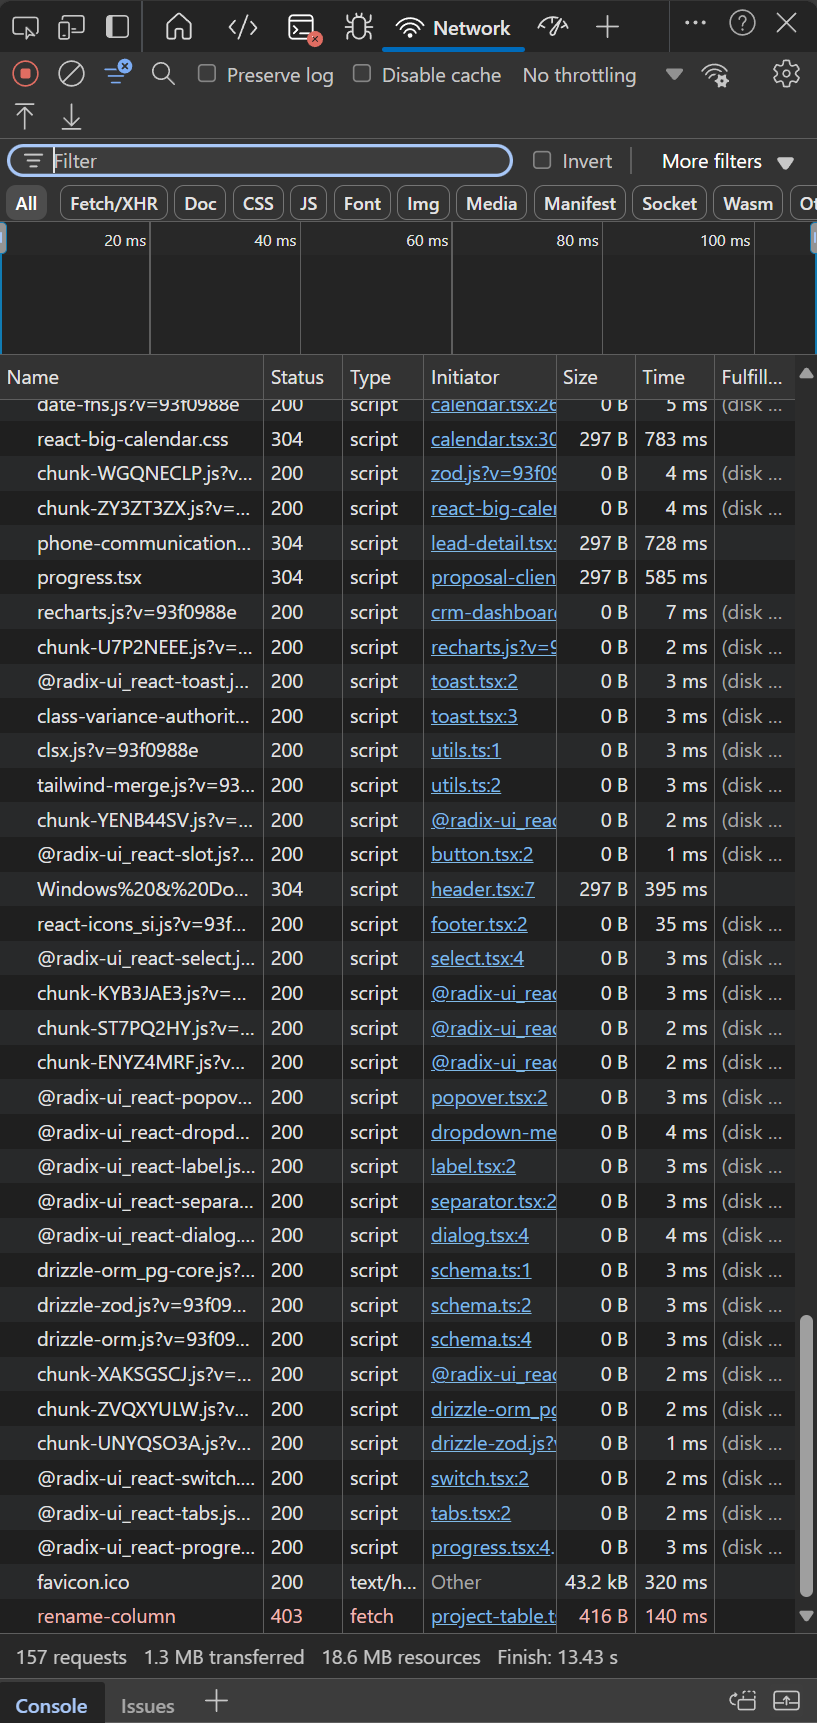 Network
Preserve log Disable cache No throttling
Filter Invert More filters
All Fetch/XHR Doc CSS JS Font Img Media Manifest Socket Wasm Ot
20 ms 40 ms 60 ms 80 ms 100 ms
Name Status Type Initiator Size Time Fulfill...
date-fns.js?v=93f0988e 200 script calendar.tsx:26 0 B 5 ms (disk ...
react-big-calendar.css 304 script calendar.tsx:30 297 B 783 ms
chunk-WGQNECLP.js?v... 200 script zod.js?v=93f09 0 B 4 ms (disk ...
chunk-ZY3ZT3ZX.js?v=... 200 script react-big-caler 0 B 4 ms (disk ...
phone-communication... 304 script lead-detail.tsx: 297 B 728 ms
progress.tsx 304 script proposal-clien 297 B 585 ms
recharts.js?v=93f0988e 200 script crm-dashboar 0 B 7 ms (disk ...
chunk-U7P2NEEE.js?v=... 200 script recharts.js?v=9 0 B 2 ms (disk ...
@radix-ui_react-toast.j... 200 script toast.tsx:2 0 B 3 ms (disk ...
class-variance-authorit... 200 script toast.tsx:3 0 B 3 ms (disk ...
clsx.js?v=93f0988e 200 script utils.ts:1 0 B 3 ms (disk ...
tailwind-merge.js?v=93... 200 script utils.ts:2 0 B 3 ms (disk ...
chunk-YENB44SV.js?v=... 200 script @radix-ui_reac 0 B 2 ms (disk ...
@radix-ui_react-slot.js?... 200 script button.tsx:2 0 B 1 ms (disk ...
Windows%20&%20Do... 304 script header.tsx:7 297 B 395 ms
react-icons_si.js?v=93f... 200 script footer.tsx:2 0 B 35 ms (disk ...
@radix-ui_react-select.j... 200 script select.tsx:4 0 B 3 ms (disk ...
chunk-KYB3JAE3.js?v=... 200 script @radix-ui_reac 0 B 3 ms (disk ...
chunk-ST7PQ2HY.js?v=... 200 script @radix-ui_reac 0 B 2 ms (disk ...
chunk-ENYZ4MRF.js?v... 200 script @radix-ui_reac 0 B 2 ms (disk ...
@radix-ui_react-popov... 200 script popover.tsx:2 0 B 3 ms (disk ...
@radix-ui_react-dropd... 200 script dropdown-me 0 B 4 ms (disk ...
@radix-ui_react-label.js... 200 script label.tsx:2 0 B 3 ms (disk ...
@radix-ui_react-separa... 200 script separator.tsx:2 0 B 3 ms (disk ...
@radix-ui_react-dialog.... 200 script dialog.tsx:4 0 B 4 ms (disk ...
drizzle-orm_pg-core.js?... 200 script schema.ts:1 0 B 3 ms (disk ...
drizzle-zod.js?v=93f09... 200 script schema.ts:2 0 B 3 ms (disk ...
drizzle-orm.js?v=93f09... 200 script schema.ts:4 0 B 3 ms (disk ...
chunk-XAKSGSCJ.js?v=... 200 script @radix-ui_reac 0 B 2 ms (disk ...
chunk-ZVQXYULW.js?v... 200 script drizzle-orm_pg 0 B 2 ms (disk ...
chunk-UNYQSO3A.js?v... 200 script drizzle-zod.js?v 0 B 1 ms (disk ...
@radix-ui_react-switch.... 200 script switch.tsx:2 0 B 2 ms (disk ...
@radix-ui_react-tabs.js... 200 script tabs.tsx:2 0 B 2 ms (disk ...
@radix-ui_react-progre... 200 script progress.tsx:4. 0 B 3 ms (disk ...
favicon.ico 200 text/h... Other 43.2 kB 320 ms
rename-column 403 fetch project-table.t 416 B 140 ms
157 requests 1.3 MB transferred 18.6 MB resources Finish: 13.43 s
Console Issues